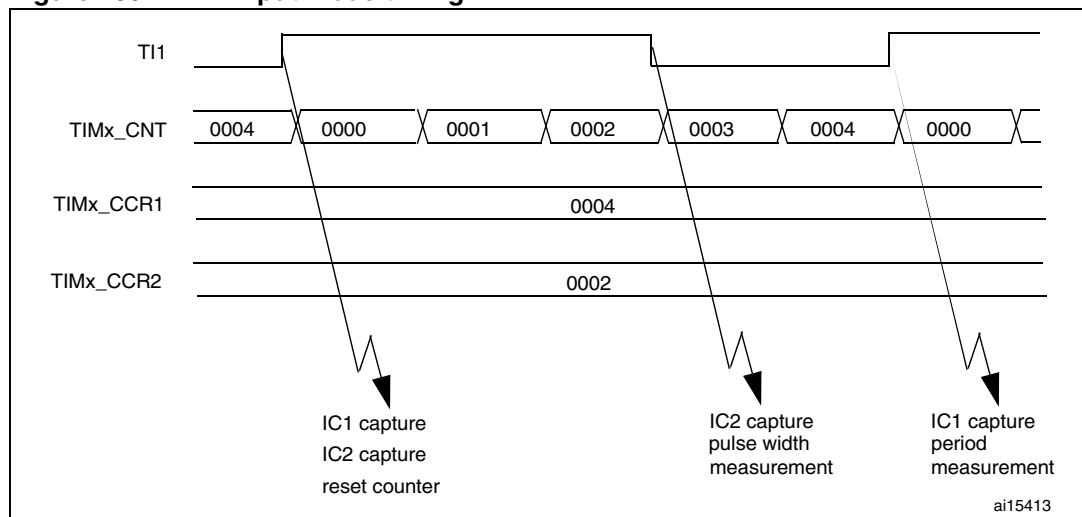 TI1
TIMx_CNT 0004 0000 0001 0002 0003 0004 0000
TIMx_CCR1 0004
TIMx_CCR2 0002
IC1 capture
IC2 capture
reset counter
IC2 capture
pulse width
measurement
IC1 capture
period
measurement
ai15413